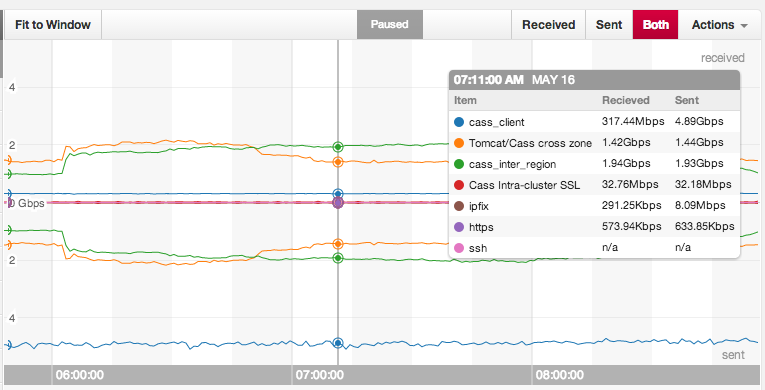 Fit to Window Paused Received Sent Both Actions
received
07:11:00 AM MAY 16
Item Recieved Sent
cass_client 317.44Mbps 4.89Gbps
Tomcat/Cass cross zone 1.42Gbps 1.44Gbps
cass_inter_region 1.94Gbps 1.93Gbps
Cass Intra-cluster SSL 32.76Mbps 32.18Mbps
ipfix 291.25Kbps 8.09Mbps
https 573.94Kbps 633.85Kbps
ssh n/a n/a
4
2
0 Gbps
2
4
sent
06:00:00 07:00:00 08:00:00